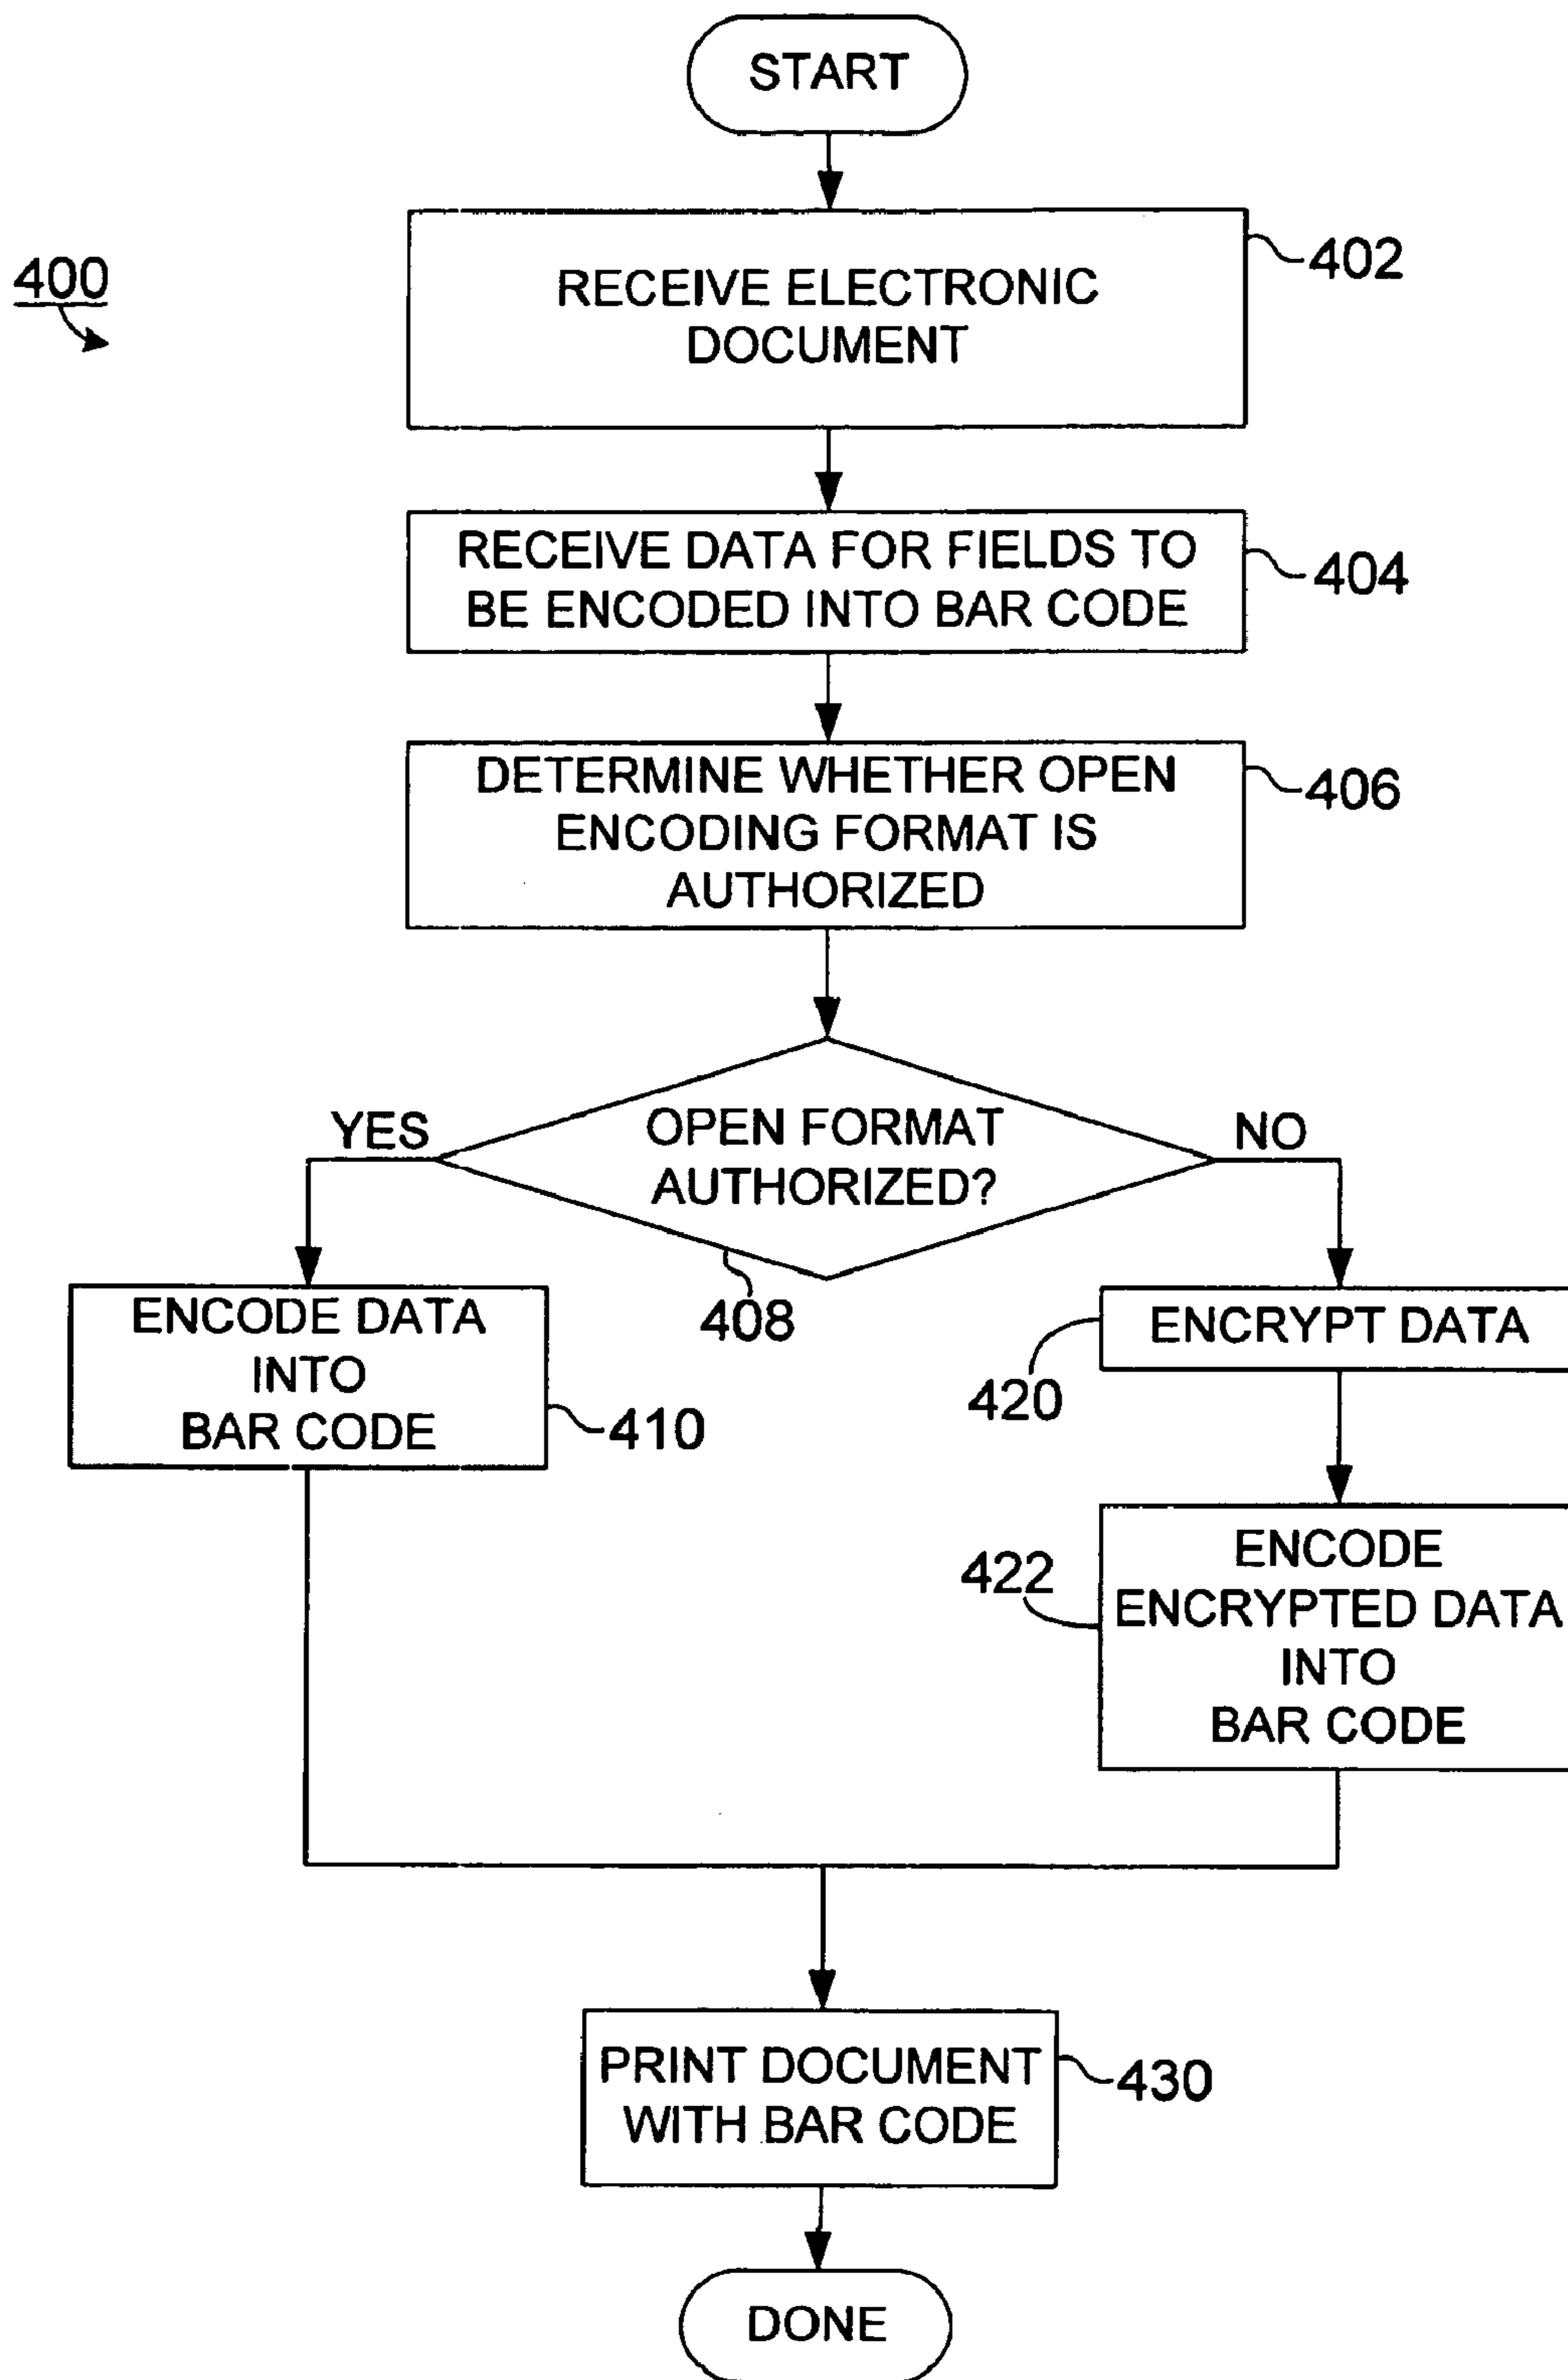 START
400
RECEIVE ELECTRONIC
DOCUMENT
402
RECEIVE DATA FOR FIELDS TO
BE ENCODED INTO BAR CODE
404
DETERMINE WHETHER OPEN
ENCODING FORMAT IS
AUTHORIZED
406
OPEN FORMAT
AUTHORIZED?
408
YES
NO
ENCODE DATA
INTO
BAR CODE
410
ENCRYPT DATA
420
ENCODE
ENCRYPTED DATA
INTO
BAR CODE
422
PRINT DOCUMENT
WITH BAR CODE
430
DONE